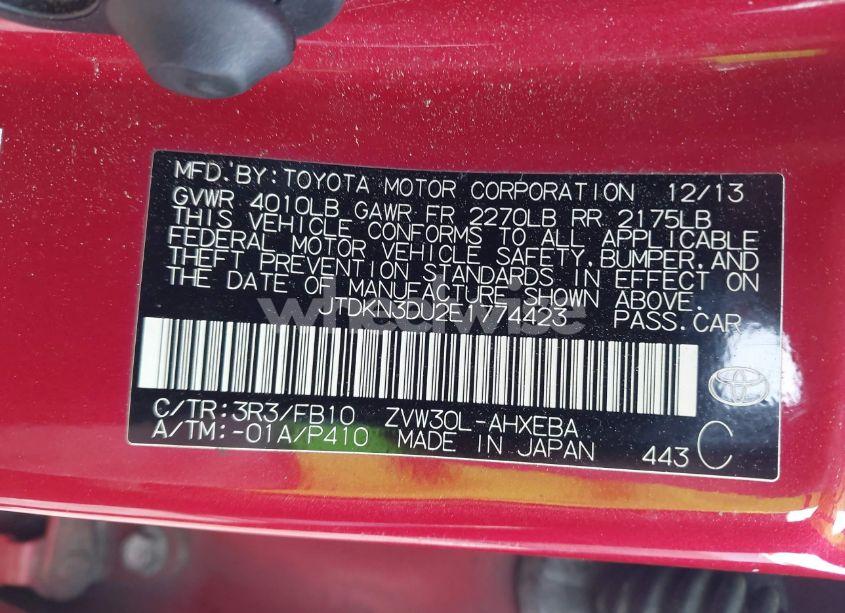 MFD. BY: TOYOTA MOTOR CORPORATION 12/13
GVWR 4010LB GAWR FR 2270LB RR 2175LB
THIS VEHICLE CONFORMS TO ALL APPLICABLE
FEDERAL MOTOR VEHICLE SAFETY, BUMPER, AND
THEFT PREVENTION STANDARDS IN EFFECT ON
THE DATE OF MANUFACTURE SHOWN ABOVE.
JTDKN3DU2E1774423 PASS.CAR
wheelwise
C/TR: 3R3/FB10 ZVW30L-AHXEBA
A/TM: -01A/P410 MADE IN JAPAN 443 C